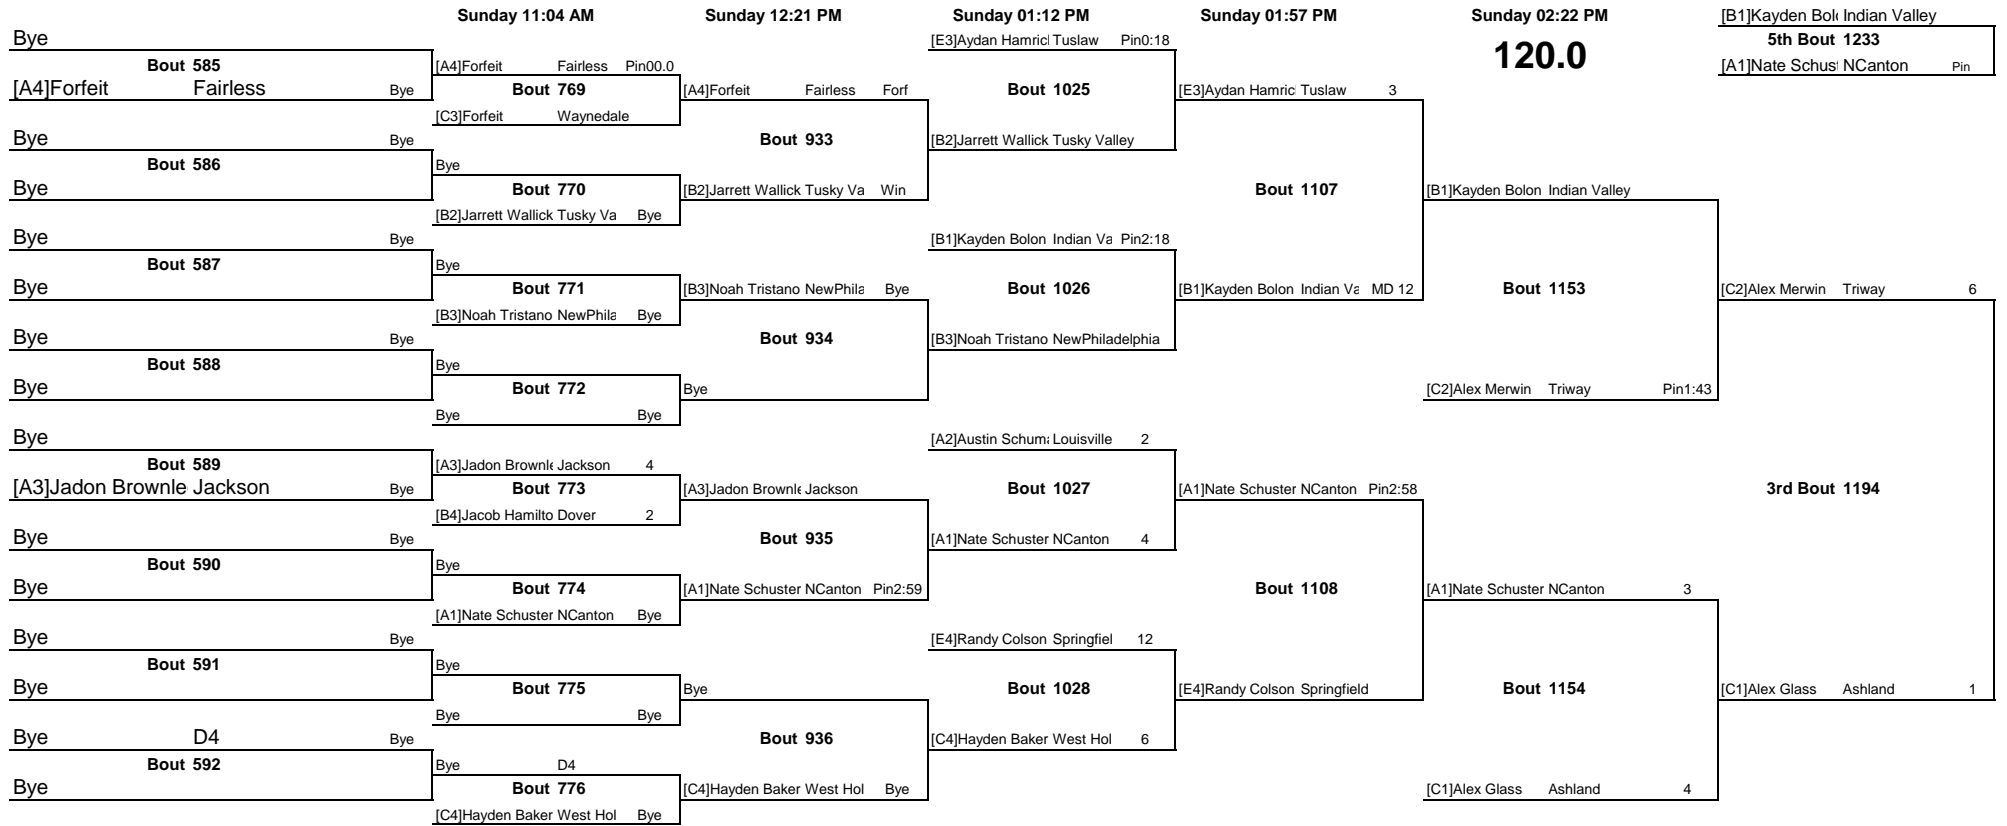 Sunday 11:04 AM Sunday 12:21 PM Sunday 01:12 PM Sunday 01:57 PM Sunday 02:22 PM [B1]Kayden Bol Indian Valley
Bye [E3]Aydan Hamric Tuslaw Pin0:18 120.0 5th Bout 1233
Bout 585 [A4]Forfeit Fairless Pin00.0 [A1]Nate Schus NCanton Pin
[A4]Forfeit Fairless Bye Bout 769 [A4]Forfeit Fairless Forf Bout 1025 [E3]Aydan Hamric Tuslaw 3
[C3]Forfeit Waynedale
Bye Bye Bout 933 [B2]Jarrett Wallick Tusky Valley
Bout 586 Bye
Bye Bout 770 [B2]Jarrett Wallick Tusky Va Win Bout 1107 [B1]Kayden Bolon Indian Valley
[B2]Jarrett Wallick Tusky Va Bye
Bye Bye [B1]Kayden Bolon Indian Va Pin2:18
Bout 587 Bye
Bye Bout 771 [B3]Noah Tristano NewPhila Bye Bout 1026 [B1]Kayden Bolon Indian Va MD 12 Bout 1153 [C2]Alex Merwin Triway 6
[B3]Noah Tristano NewPhila Bye
Bye Bye Bout 934 [B3]Noah Tristano NewPhiladelphia
Bout 588 Bye
Bye Bout 772 Bye [C2]Alex Merwin Triway Pin1:43
Bye Bye
Bye [A2]Austin Schum Louisville 2
Bout 589 [A3]Jadon Brownle Jackson 4
[A3]Jadon Brownle Jackson Bye Bout 773 [A3]Jadon Brownle Jackson Bout 1027 [A1]Nate Schuster NCanton Pin2:58 3rd Bout 1194
[B4]Jacob Hamilto Dover 2
Bye Bye Bout 935 [A1]Nate Schuster NCanton 4
Bout 590 Bye
Bye Bout 774 [A1]Nate Schuster NCanton Pin2:59 Bout 1108 [A1]Nate Schuster NCanton 3
[A1]Nate Schuster NCanton Bye
Bye Bye [E4]Randy Colson Springfiel 12
Bout 591 Bye
Bye Bout 775 Bye Bout 1028 [E4]Randy Colson Springfield Bout 1154 [C1]Alex Glass Ashland 1
Bye Bye
Bye D4 Bye Bout 936 [C4]Hayden Baker West Hol 6
Bout 592 Bye D4
Bye Bout 776 [C4]Hayden Baker West Hol Bye [C1]Alex Glass Ashland 4
[C4]Hayden Baker West Hol Bye